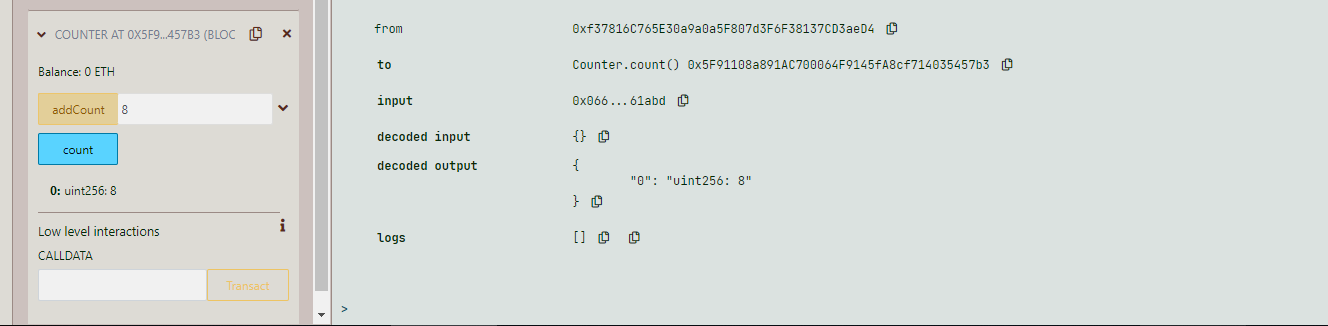 COUNTER AT 0X5F9...457B3 (BLOC
Balance: 0 ETH
addCount 8
count
0: uint256: 8
Low level interactions
CALLDATA
Transact
from 0xf37816C765E30a9a0a5F807d3F6F38137CD3aeD4
to Counter.count() 0x5F91108a891AC700064F9145fA8cf714035457b3
input 0x066...61abd
decoded input {}
decoded output {
"0": "uint256: 8"
}
logs []
>